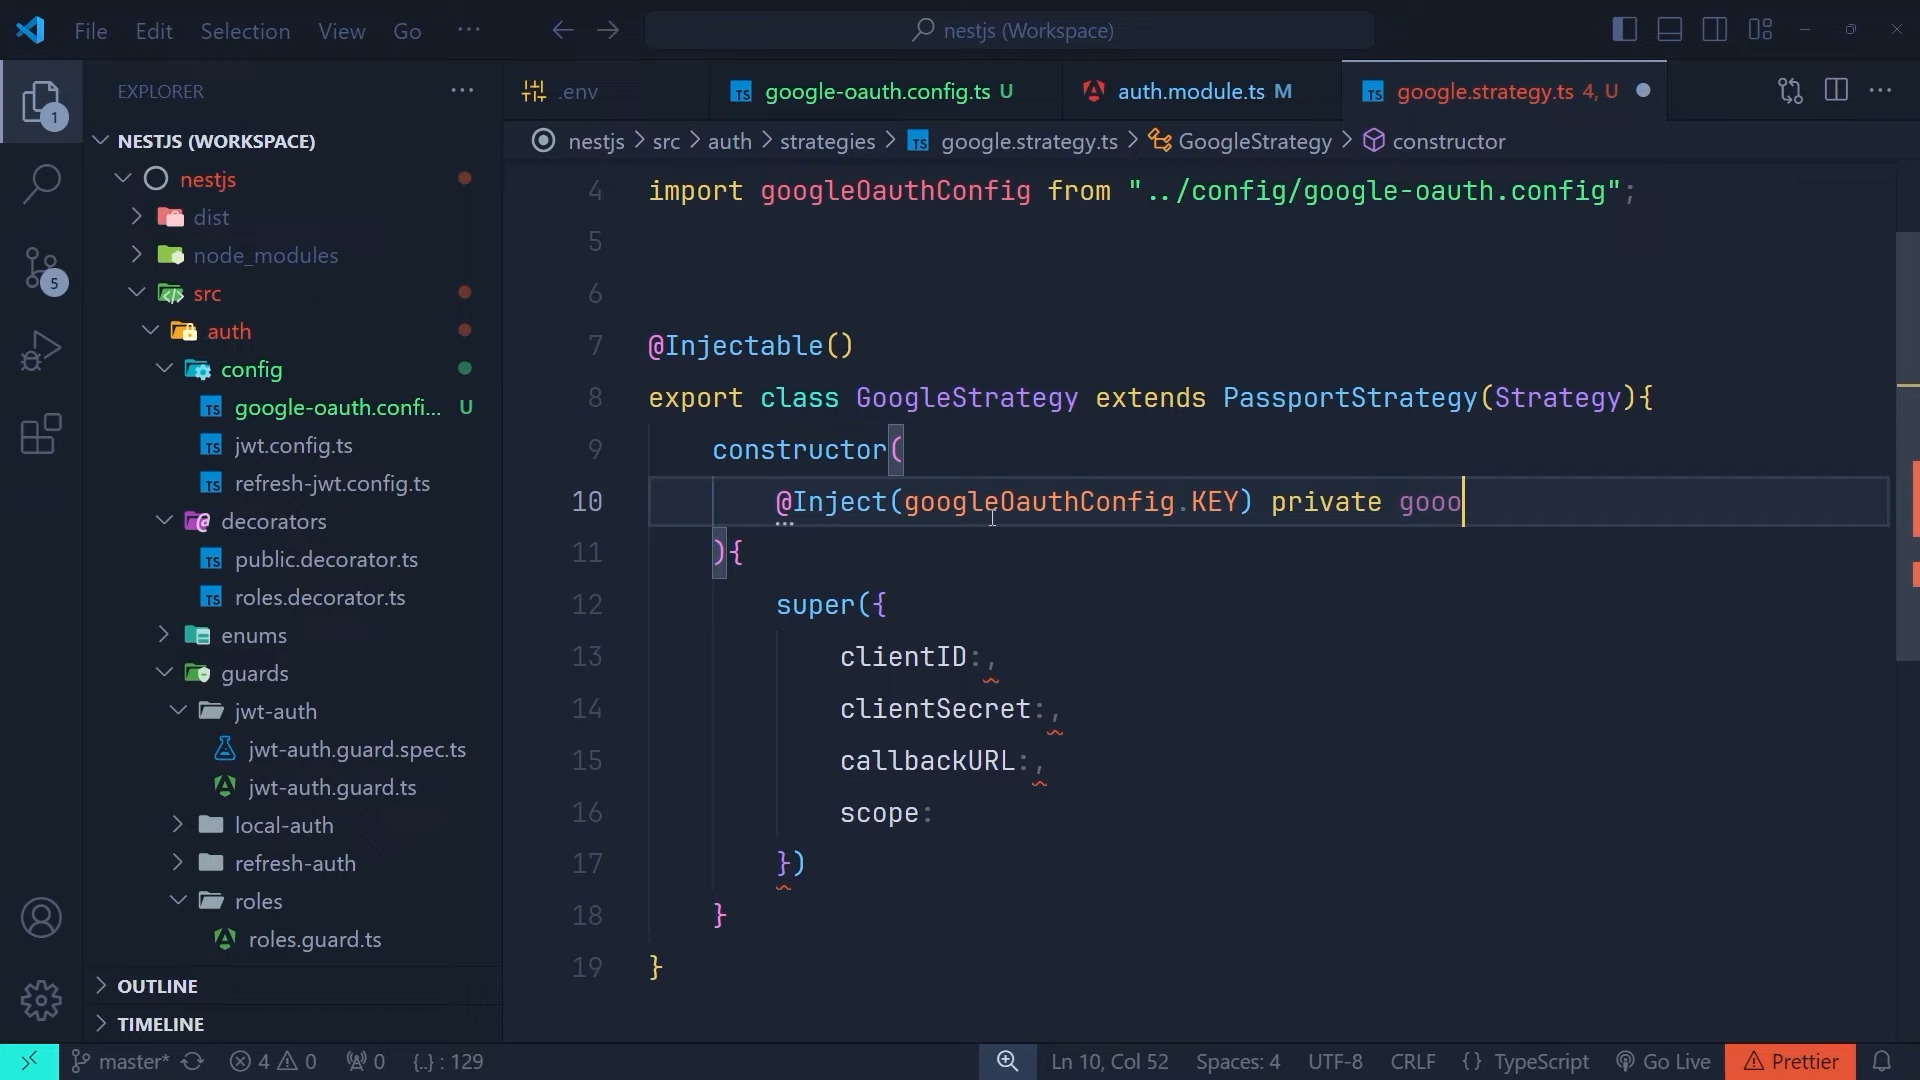 File Edit Selection View Go ··· nestjs (Workspace)
EXPLORER
.env
google-oauth.config.ts U
auth.module.ts M
google.strategy.ts 4, U
nestjs > src > auth > strategies > google.strategy.ts > GoogleStrategy > constructor
NESTJS (WORKSPACE)
nestjs
dist
node_modules
src
auth
config
google-oauth.confi... U
jwt.config.ts
refresh-jwt.config.ts
decorators
public.decorator.ts
roles.decorator.ts
enums
guards
jwt-auth
jwt-auth.guard.spec.ts
jwt-auth.guard.ts
local-auth
refresh-auth
roles
roles.guard.ts
OUTLINE
TIMELINE
1
5
4 import googleOauthConfig from "../config/google-oauth.config";
5
6
7 @Injectable()
8 export class GoogleStrategy extends PassportStrategy(Strategy){
9 constructor(
10 @Inject(googleOauthConfig.KEY) private gooo
11 ){
12 super({
13 clientID:,
14 clientSecret:,
15 callbackURL:,
16 scope:
17 })
18 }
19 }
master* 4 0 0 {..} : 129 Ln 10, Col 52 Spaces: 4 UTF-8 CRLF {} TypeScript Go Live Prettier